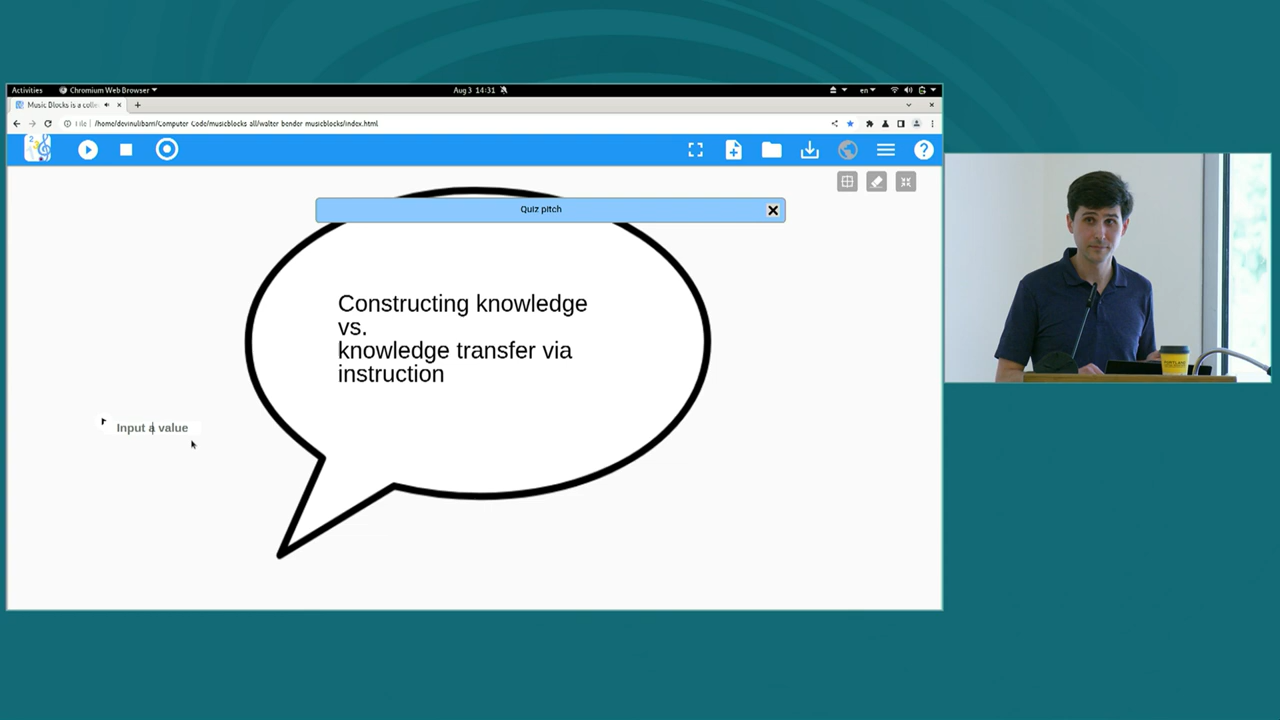 Activities
Chromium Web Browser
Aug 3 14:31
en
Music Blocks is a colle
/home/devinulibarri/Computer-Code/musicblocks-all/walter-bender-musicblocks/index.html
Quiz pitch
Constructing knowledge
vs.
knowledge transfer via
instruction
Input a value
PORTLAND